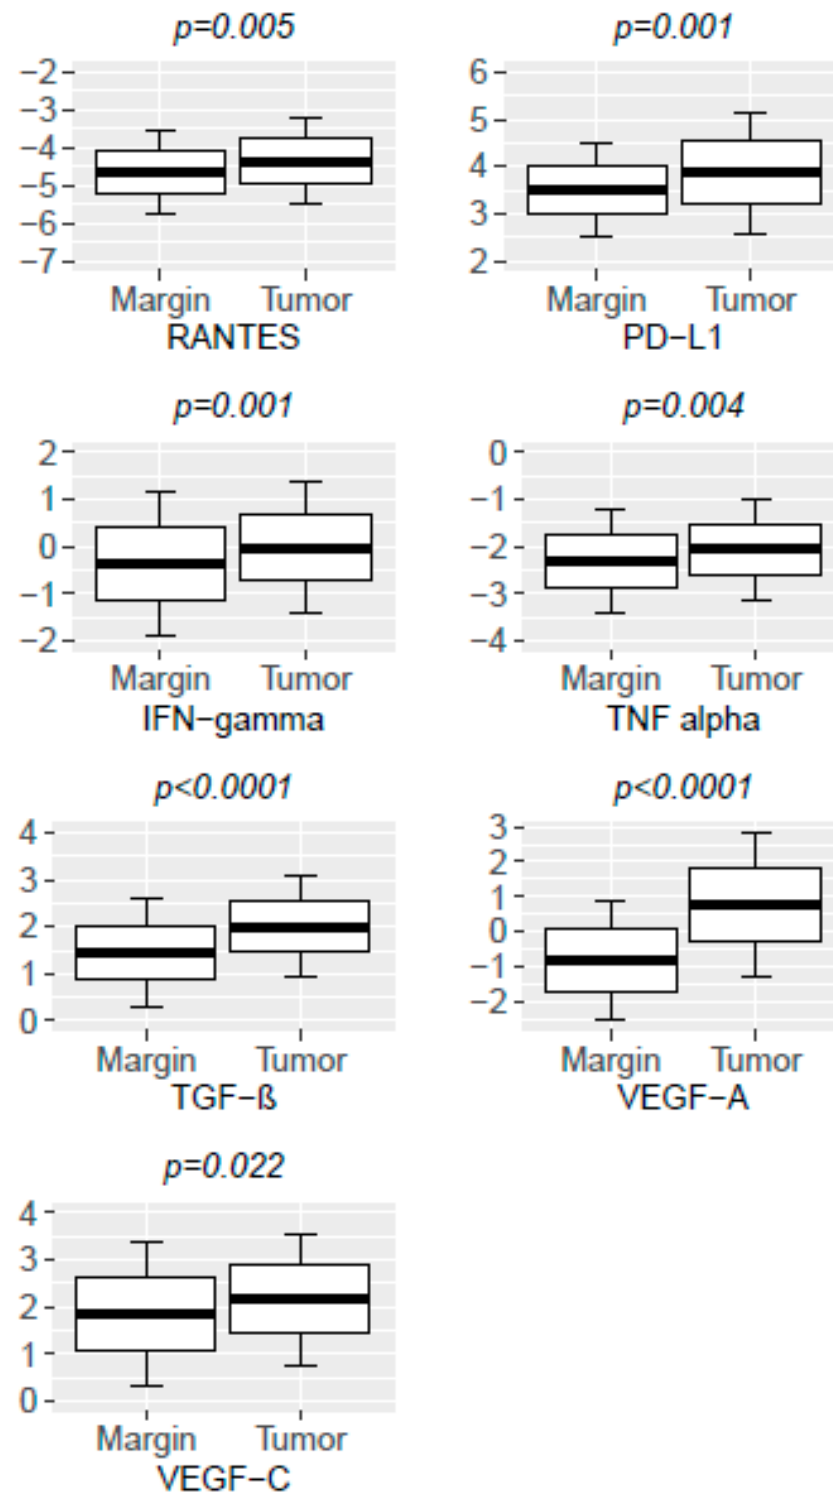 p=0.005
−2
−3
−4
−5
−6
−7
Margin Tumor
RANTES
p=0.001
6
5
4
3
2
Margin Tumor
PD−L1
p=0.001
2
1
0
−1
−2
Margin Tumor
IFN−gamma
p=0.004
0
−1
−2
−3
−4
Margin Tumor
TNF alpha
p<0.0001
4
3
2
1
0
Margin Tumor
TGF−ß
p<0.0001
3
2
1
0
−1
−2
Margin Tumor
VEGF−A
p=0.022
4
3
2
1
0
Margin Tumor
VEGF−C